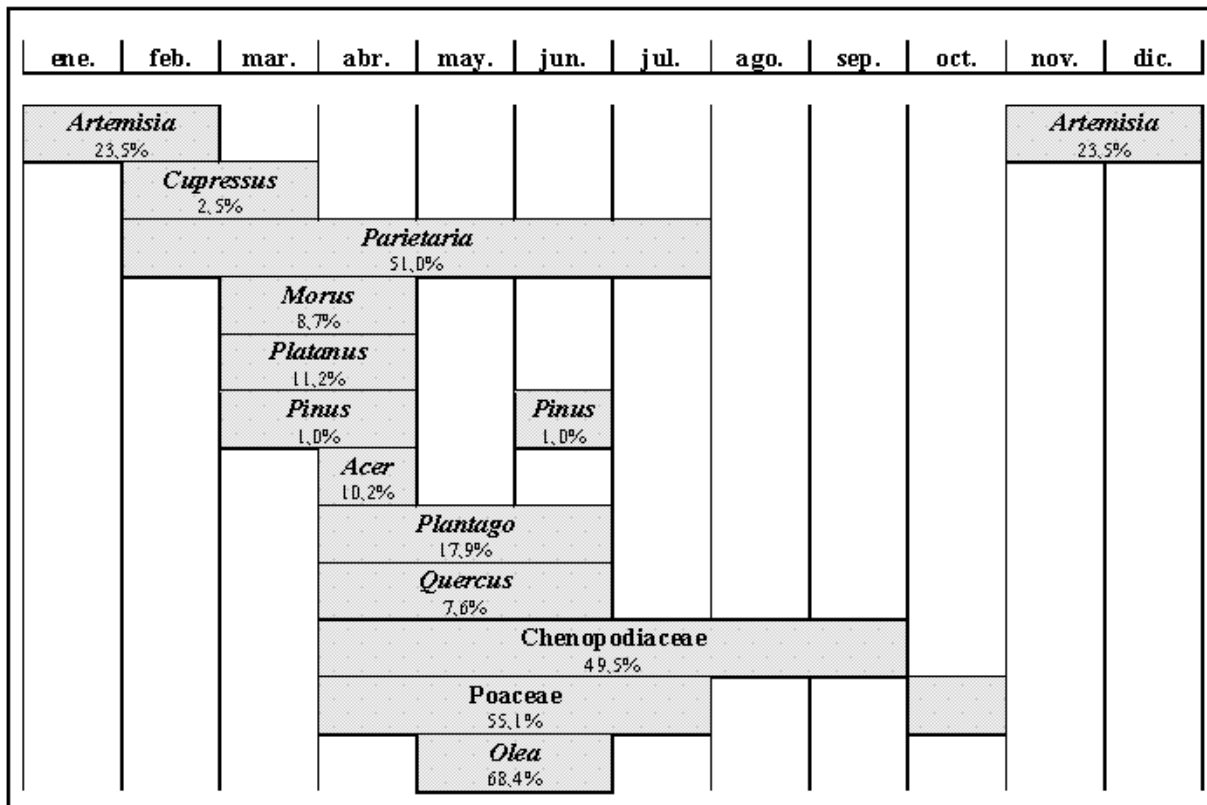 ene. feb. mar. abr. may. jun. jul. ago. sep. oct. nov. dic.
Artemisia Artemisia
23,5% 23,5%
Cupressus
2,5%
Parietaria
51,0%
Morus
8,7%
Platanus
11,2%
Pinus Pinus
1,0% 1,0%
Acer
10,2%
Plantago
17,9%
Quercus
7,6%
Chenopodiaceae
49,5%
Poaceae
55,1%
Olea
68,4%